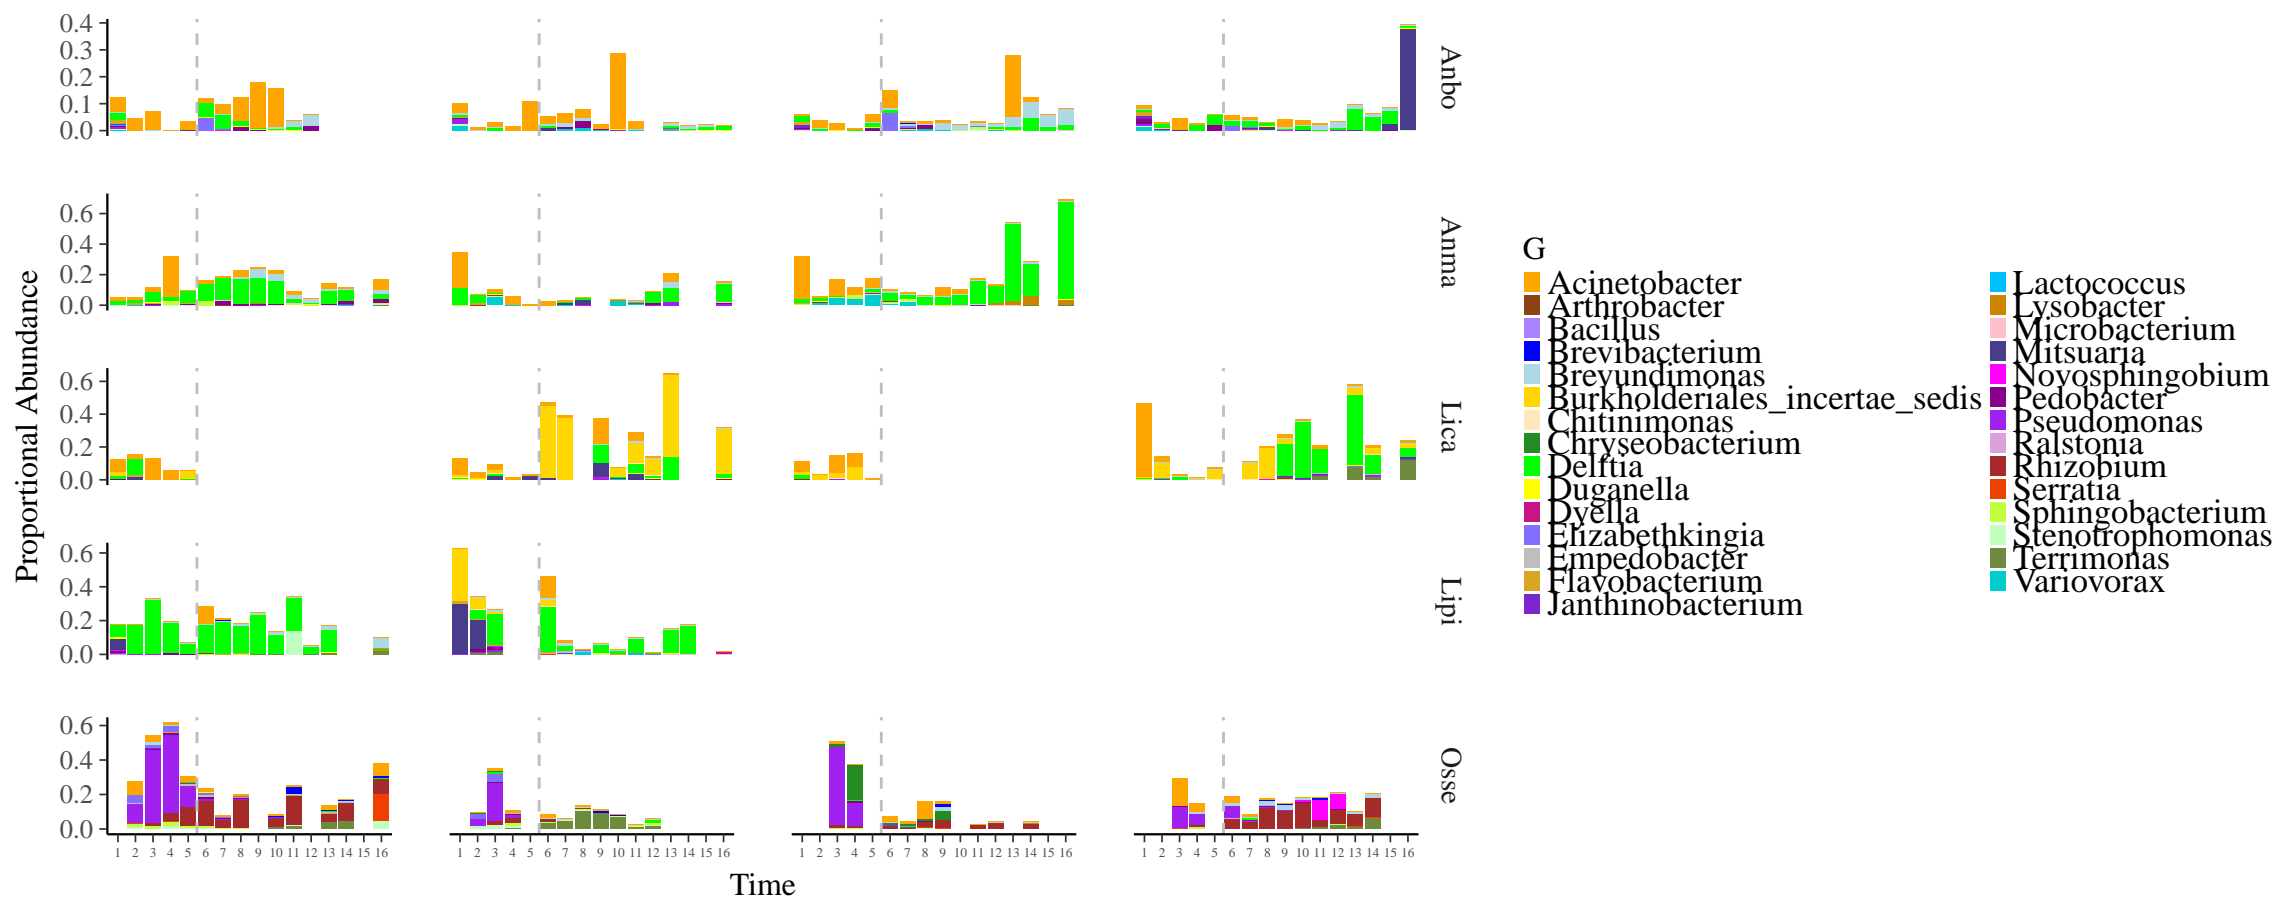 Proportional Abundance
0.4
0.3
0.2
0.1
0.0
Anbo
0.6
0.4
0.2
0.0
Anma
0.6
0.4
0.2
0.0
Lica
0.6
0.4
0.2
0.0
Lipi
0.6
0.4
0.2
0.0
Osse
1 2 3 4 5 6 7 8 9 10 11 12 13 14 15 16
1 2 3 4 5 6 7 8 9 10 11 12 13 14 15 16
1 2 3 4 5 6 7 8 9 10 11 12 13 14 15 16
1 2 3 4 5 6 7 8 9 10 11 12 13 14 15 16
Time
G
Acinetobacter
Arthrobacter
Bacillus
Brevibacterium
Brevundimonas
Burkholderiales_incertae_sedis
Chitinimonas
Chryseobacterium
Delftia
Duganella
Dyella
Elizabethkingia
Empedobacter
Flavobacterium
Janthinobacterium
Lactococcus
Lysobacter
Microbacterium
Mitsuaria
Novosphingobium
Pedobacter
Pseudomonas
Ralstonia
Rhizobium
Serratia
Sphingobacterium
Stenotrophomonas
Terrimonas
Variovorax